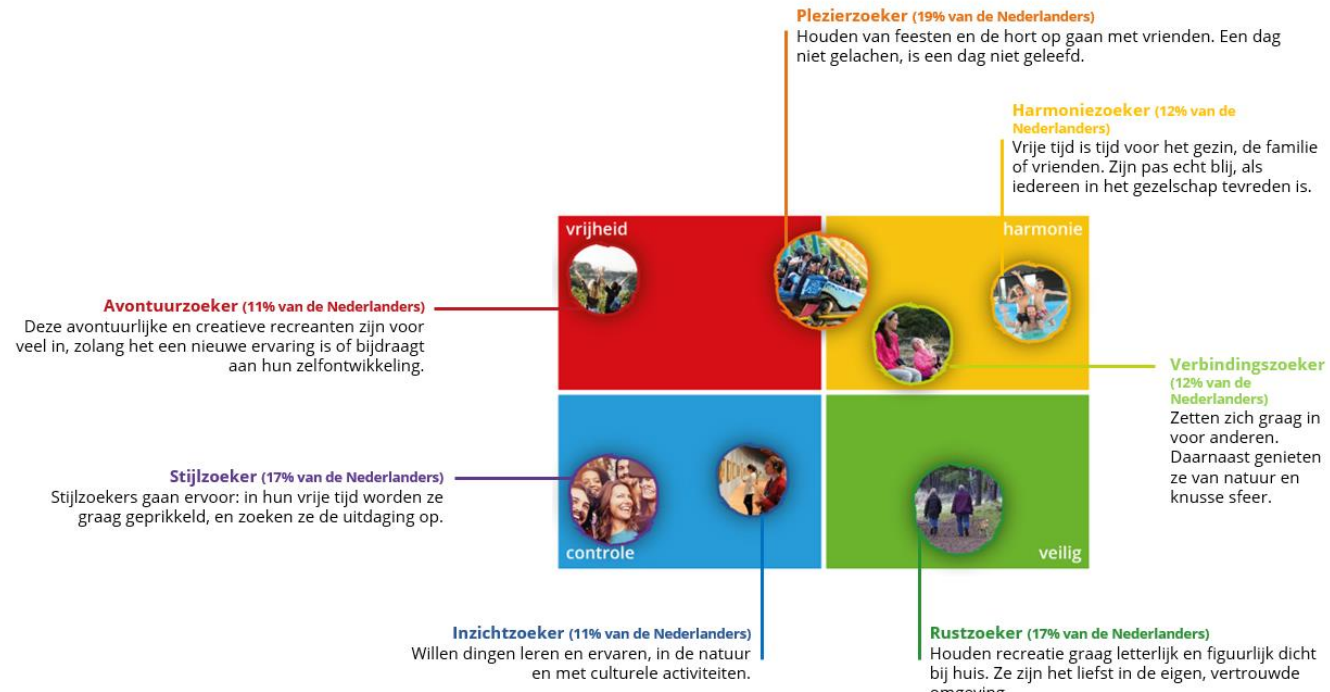 Plezierzoeker (19% van de Nederlanders)
Houden van feesten en de hort op gaan met vrienden. Een dag
niet gelachen, is een dag niet geleefd.
Harmoniezoeker (12% van de
Nederlanders)
Vrije tijd is tijd voor het gezin, de familie
of vrienden. Zijn pas echt blij, als
iedereen in het gezelschap tevreden is.
vrijheid
harmonie
Avontuurzoeker (11% van de Nederlanders)
Deze avontuurlijke en creatieve recreanten zijn voor
veel in, zolang het een nieuwe ervaring is of bijdraagt
aan hun zelfontwikkeling.
Verbindingszoeker
(12% van de
Nederlanders)
Zetten zich graag in
voor anderen.
Daarnaast genieten
ze van natuur en
knusse sfeer.
Stijlzoeker (17% van de Nederlanders)
Stijlzoekers gaan ervoor: in hun vrije tijd worden ze
graag geprikkeld, en zoeken ze de uitdaging op.
controle
veilig
Inzichtzoeker (11% van de Nederlanders)
Willen dingen leren en ervaren, in de natuur
en met culturele activiteiten.
Rustzoeker (17% van de Nederlanders)
Houden recreatie graag letterlijk en figuurlijk dicht
bij huis. Ze zijn het liefst in de eigen, vertrouwde
omgeving.